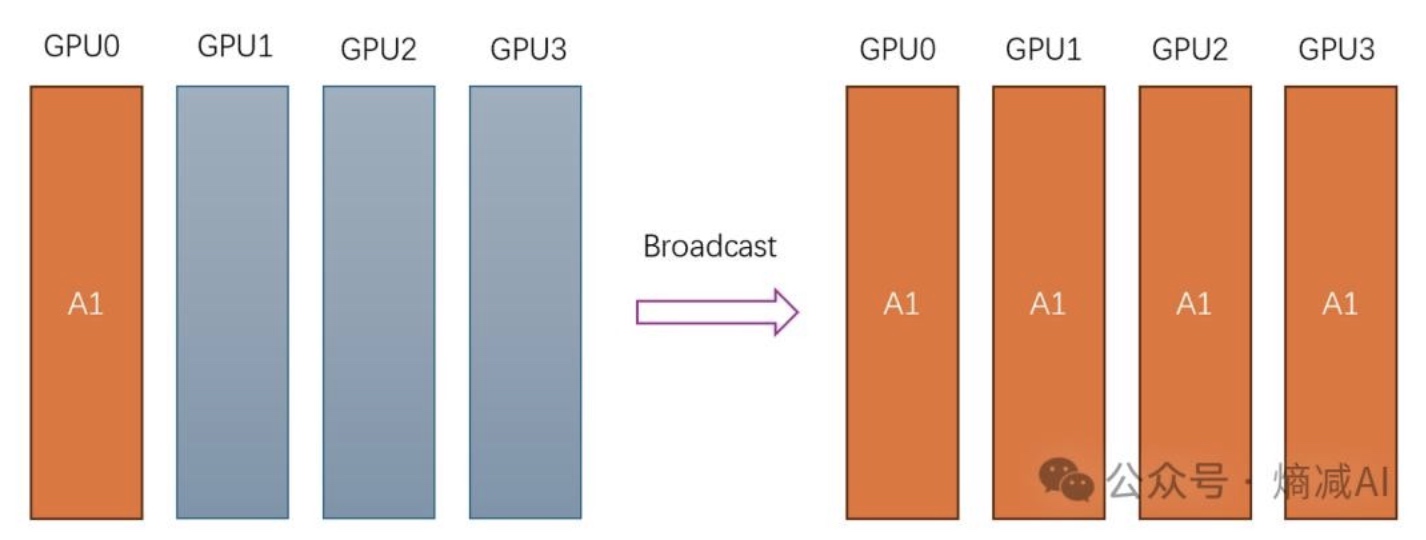 GPU0 GPU1 GPU2 GPU3 GPU0 GPU1 GPU2 GPU3
Broadcast
A1 A1 A1 A1 A1
公众号 · 熵减AI